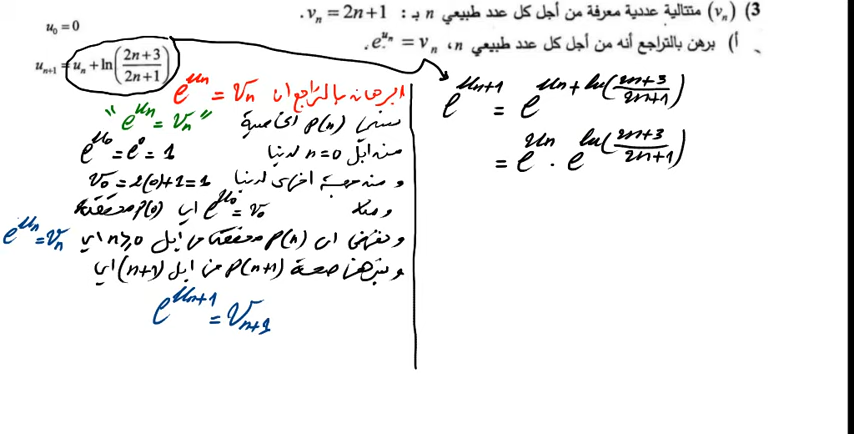 3) (vₙ) متتالية عددية معرفة من أجل كل عدد طبيعي n بـ : vₙ = 2n+1 .
أ) برهن بالتراجع أنه من أجل كل عدد طبيعي n، e^{uₙ} = vₙ .
u₀ = 0
uₙ₊₁ = uₙ + ln((2n+3)/(2n+1))
البرهان بالتراجع ان e^{uₙ} = vₙ
نسمي P(n) الخاصية "e^{uₙ} = vₙ"
من اجل n=0 لدينا e^{u₀} = e⁰ = 1
و من جهة اخرى لدينا v₀ = 2(0)+1 = 1
ومنه e^{u₀} = v₀ اي P(0) محققة
و نفرض ان P(n) محققة من اجل n≥0 اي e^{uₙ} = vₙ
و نبرهن صحة P(n+1) من اجل (n+1) اي
e^{uₙ₊₁} = vₙ₊₁
e^{uₙ₊₁} = e^{uₙ + ln((2n+3)/(2n+1))}
= e^{uₙ} . e^{ln((2n+3)/(2n+1))}